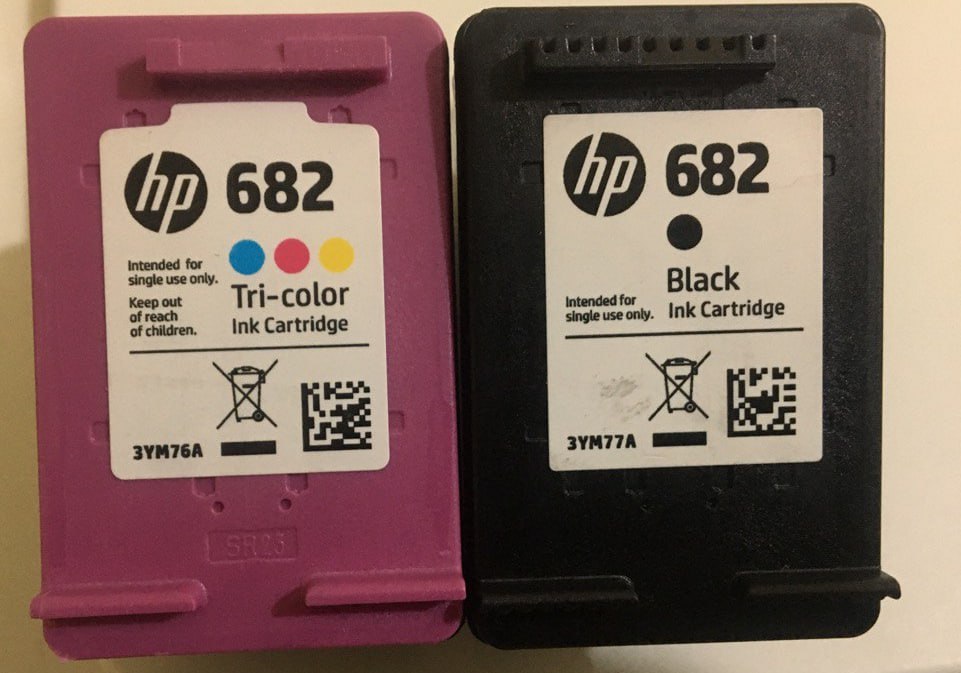 hp 682
Intended for
single use only.
Keep out
of reach
of children.
Tri-color
Ink Cartridge
3YM76A
SR25
hp 682
Black
Intended for
single use only.
Ink Cartridge
3YM77A